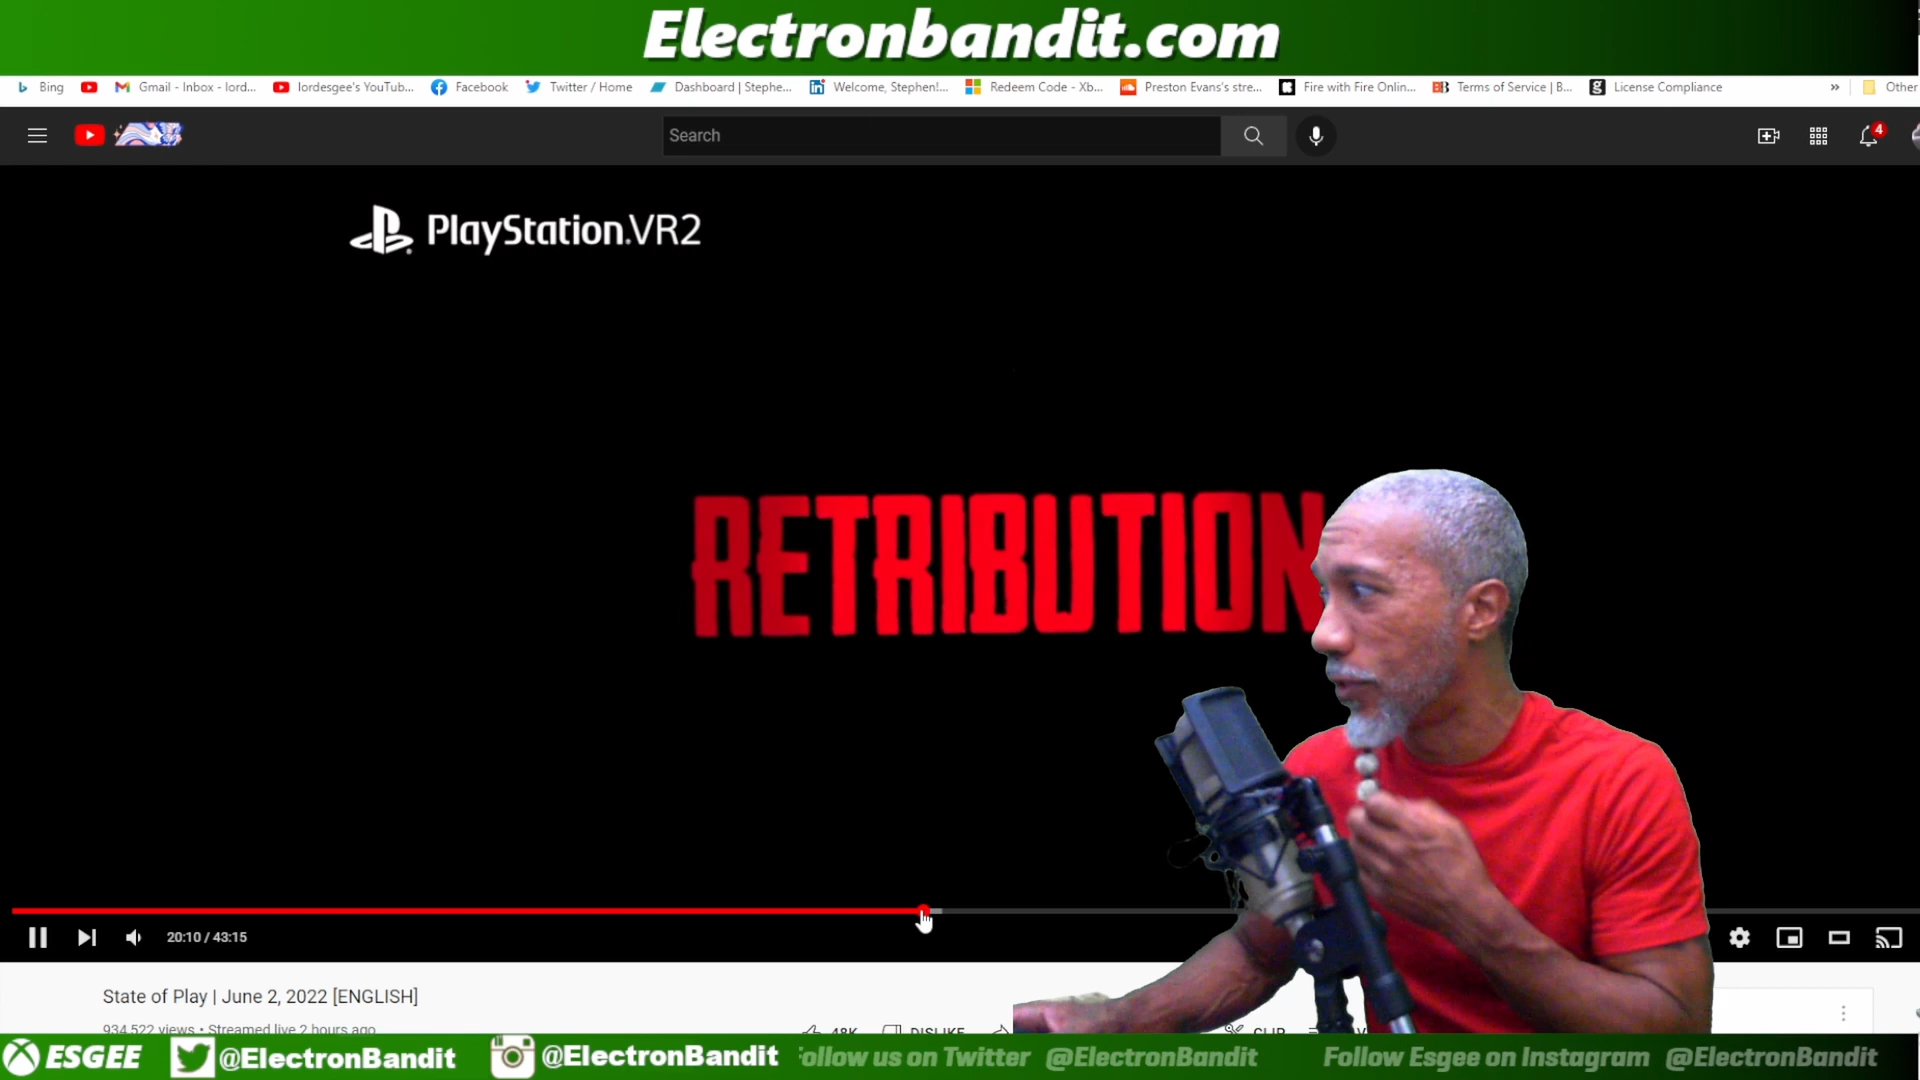 Electronbandit.com
Bing Gmail - Inbox - lord... lordesgee's YouTub... Facebook Twitter / Home Dashboard | Stephe... Welcome, Stephen!... Redeem Code - Xb... Preston Evans's stre... Fire with Fire Onlin... Terms of Service | B... License Compliance » Other
Search
4
PlayStation.VR2
RETRIBUTION
20:10 / 43:15
State of Play | June 2, 2022 [ENGLISH]
934,522 views • Streamed live 2 hours ago 48K DISLIKE CLIP
ESGEE @ElectronBandit @ElectronBandit ollow us on Twitter @ElectronBandit Follow Esgee on Instagram @ElectronBandit